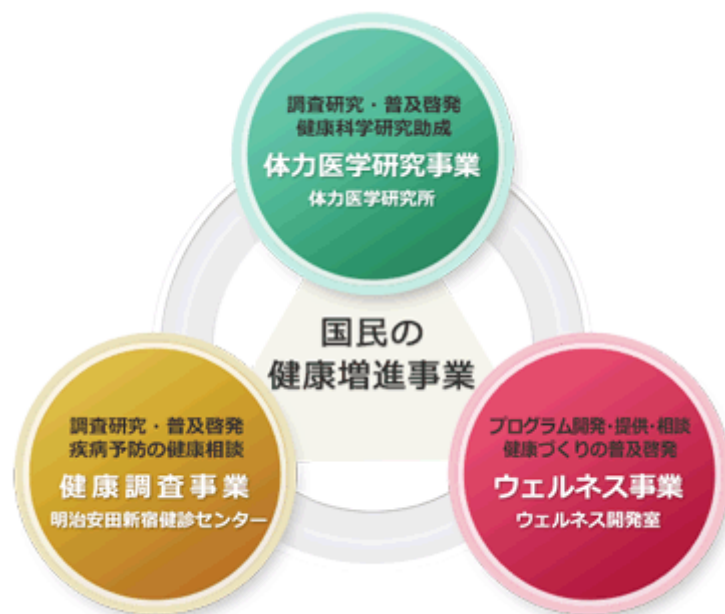 調査研究・普及啓発
健康科学研究助成
体力医学研究事業
体力医学研究所
国民の
健康増進事業
調査研究・普及啓発
疾病予防の健康相談
健康調査事業
明治安田新宿健診センター
プログラム開発・提供・相談
健康づくりの普及啓発
ウェルネス事業
ウェルネス開発室